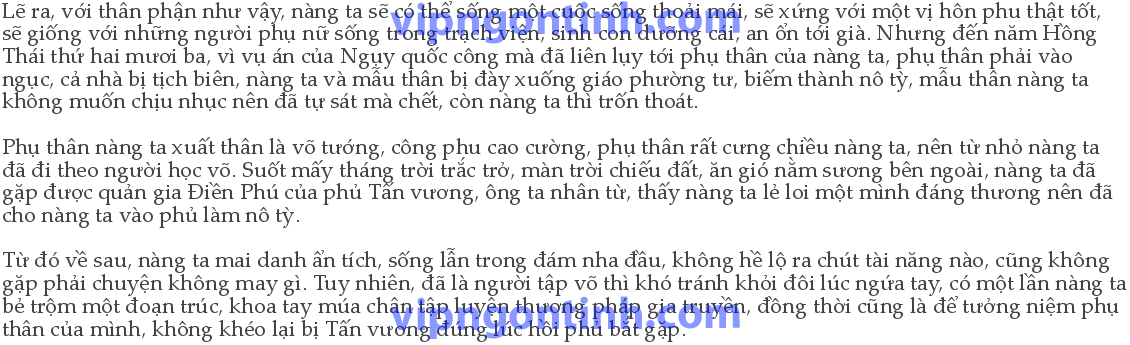 Lẽ ra, với thân phận như vậy, nàng ta sẽ có thể sống một cuộc sống thoải mái, sẽ xứng với một vị hôn phu thật tốt,
sẽ giống với những người phụ nữ sống trong trạch viện, sinh con dưỡng cái, an ổn tới già. Nhưng đến năm Hồng
Thái thứ hai mươi ba, vì vụ án của Ngụy quốc công mà đã liên lụy tới phụ thân của nàng ta, phụ thân phải vào
ngục, cả nhà bị tịch biên, nàng ta và mẫu thân bị đày xuống giáo phường tư, biếm thành nô tỳ, mẫu thân nàng ta
không muốn chịu nhục nên đã tự sát mà chết, còn nàng ta thì trốn thoát.
Phụ thân nàng ta xuất thân là võ tướng, công phu cao cường, phụ thân rất cưng chiều nàng ta, nên từ nhỏ nàng ta
đã đi theo người học võ. Suốt mấy tháng trời trắc trở, màn trời chiếu đất, ăn gió nằm sương bên ngoài, nàng ta đã
gặp được quản gia Điền Phú của phủ Tấn vương, ông ta nhân từ, thấy nàng ta lẻ loi một mình đáng thương nên đã
cho nàng ta vào phủ làm nô tỳ.
Từ đó về sau, nàng ta mai danh ẩn tích, sống lẫn trong đám nha đầu, không hề lộ ra chút tài năng nào, cũng không
gặp phải chuyện không may gì. Tuy nhiên, đã là người tập võ thì khó tránh khỏi đôi lúc ngứa tay, có một lần nàng ta
bẻ trộm một đoạn trúc, khoa tay múa chân tập luyện thương pháp gia truyền, đồng thời cũng là để tưởng niệm phụ
thân của mình, không khéo lại bị Tấn vương đúng lúc hồi phủ bắt gặp.
vipngontinh.com
vipngontinh.com